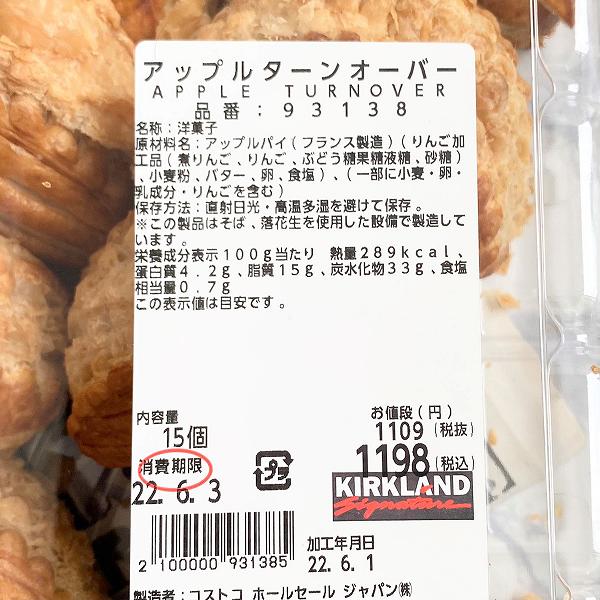 アップルターンオーバー
APPLE TURNOVER
品番：93138
名称：洋菓子
原材料名：アップルパイ(フランス製造)(りんご加
工品(煮りんご、りんご、ぶどう糖果糖液糖、砂糖)
、小麦粉、バター、卵、食塩)、(一部に小麦・卵・
乳成分・りんごを含む)
保存方法：直射日光・高温多湿を避けて保存。
※この製品はそば、落花生を使用した設備で製造して
います。
栄養成分表示100g当たり 熱量289kcal、
蛋白質4.2g、脂質15g、炭水化物33g、食塩
相当量0.7g
この表示値は目安です。
内容量
15個
お値段(円)
1109(税抜)
1198(税込)
消費期限
22.6.3
プラ
KIRKLAND
Signature
2 100000 931385
加工年月日
22.6.1
製造者：コストコ ホールセール ジャパン㈱